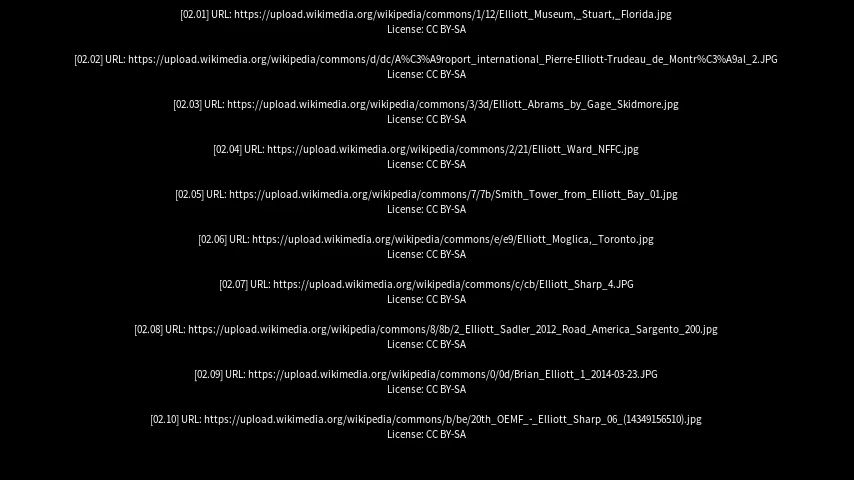 [02.01] URL: https://upload.wikimedia.org/wikipedia/commons/1/12/Elliott_Museum,_Stuart,_Florida.jpg
License: CC BY-SA
[02.02] URL: https://upload.wikimedia.org/wikipedia/commons/d/dc/A%C3%A9roport_international_Pierre-Elliott-Trudeau_de_Montr%C3%A9al_2.JPG
License: CC BY-SA
[02.03] URL: https://upload.wikimedia.org/wikipedia/commons/3/3d/Elliott_Abrams_by_Gage_Skidmore.jpg
License: CC BY-SA
[02.04] URL: https://upload.wikimedia.org/wikipedia/commons/2/21/Elliott_Ward_NFFC.jpg
License: CC BY-SA
[02.05] URL: https://upload.wikimedia.org/wikipedia/commons/7/7b/Smith_Tower_from_Elliott_Bay_01.jpg
License: CC BY-SA
[02.06] URL: https://upload.wikimedia.org/wikipedia/commons/e/e9/Elliott_Moglica,_Toronto.jpg
License: CC BY-SA
[02.07] URL: https://upload.wikimedia.org/wikipedia/commons/c/cb/Elliott_Sharp_4.JPG
License: CC BY-SA
[02.08] URL: https://upload.wikimedia.org/wikipedia/commons/8/8b/2_Elliott_Sadler_2012_Road_America_Sargento_200.jpg
License: CC BY-SA
[02.09] URL: https://upload.wikimedia.org/wikipedia/commons/0/0d/Brian_Elliott_1_2014-03-23.JPG
License: CC BY-SA
[02.10] URL: https://upload.wikimedia.org/wikipedia/commons/b/be/20th_OEMF_-_Elliott_Sharp_06_(14349156510).jpg
License: CC BY-SA